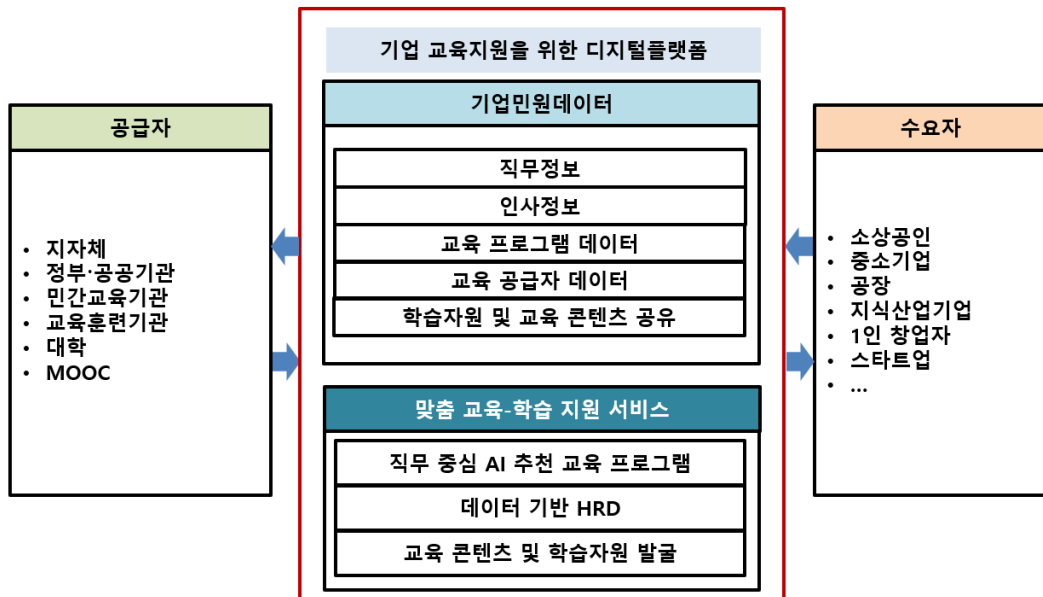 기업 교육지원을 위한 디지털플랫폼
공급자
• 지자체
• 정부·공공기관
• 민간교육기관
• 교육훈련기관
• 대학
• MOOC
기업민원데이터
직무정보
인사정보
교육 프로그램 데이터
교육 공급자 데이터
학습자원 및 교육 콘텐츠 공유
맞춤 교육-학습 지원 서비스
직무 중심 AI 추천 교육 프로그램
데이터 기반 HRD
교육 콘텐츠 및 학습자원 발굴
수요자
• 소상공인
• 중소기업
• 공장
• 지식산업기업
• 1인 창업자
• 스타트업
• ...